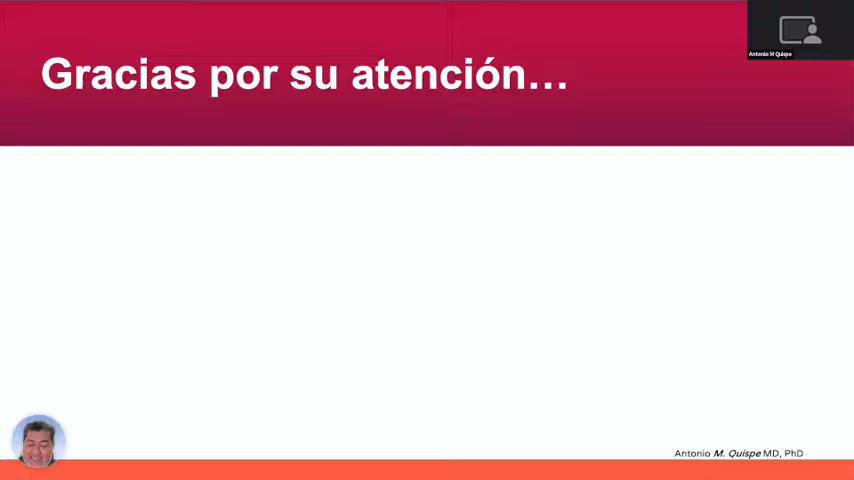 Gracias por su atención…
Antonio M Quispe
Antonio M. Quispe MD, PhD